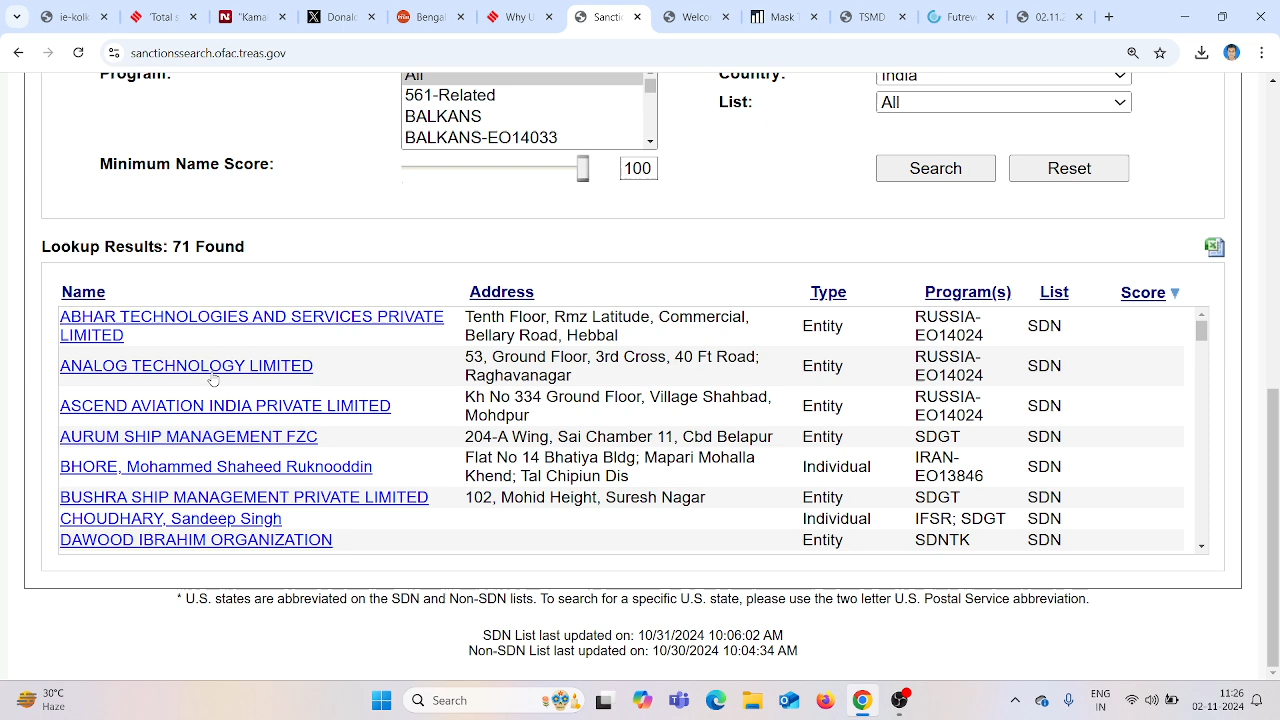 ie-kolk
Total
"Kama
Donald
Bengal
Why U
Sancti
Welco
Mask
TSMD
Futrev
02.11.
sanctionssearch.ofac.treas.gov
Program:
All
561-Related
BALKANS
BALKANS-EO14033
Country:
India
List:
All
Minimum Name Score:
100
Search
Reset
Lookup Results: 71 Found
Name Address Type Program(s) List Score
ABHAR TECHNOLOGIES AND SERVICES PRIVATE LIMITED Tenth Floor, Rmz Latitude, Commercial, Bellary Road, Hebbal Entity RUSSIA-EO14024 SDN
ANALOG TECHNOLOGY LIMITED 53, Ground Floor, 3rd Cross, 40 Ft Road; Raghavanagar Entity RUSSIA-EO14024 SDN
ASCEND AVIATION INDIA PRIVATE LIMITED Kh No 334 Ground Floor, Village Shahbad, Mohdpur Entity RUSSIA-EO14024 SDN
AURUM SHIP MANAGEMENT FZC 204-A Wing, Sai Chamber 11, Cbd Belapur Entity SDGT SDN
BHORE, Mohammed Shaheed Ruknooddin Flat No 14 Bhatiya Bldg; Mapari Mohalla Khend; Tal Chipiun Dis Individual IRAN-EO13846 SDN
BUSHRA SHIP MANAGEMENT PRIVATE LIMITED 102, Mohid Height, Suresh Nagar Entity SDGT SDN
CHOUDHARY, Sandeep Singh Individual IFSR; SDGT SDN
DAWOOD IBRAHIM ORGANIZATION Entity SDNTK SDN
* U.S. states are abbreviated on the SDN and Non-SDN lists. To search for a specific U.S. state, please use the two letter U.S. Postal Service abbreviation.
SDN List last updated on: 10/31/2024 10:06:02 AM
Non-SDN List last updated on: 10/30/2024 10:04:34 AM
30°C
Haze
Search
ENG
IN
11:26
02-11-2024